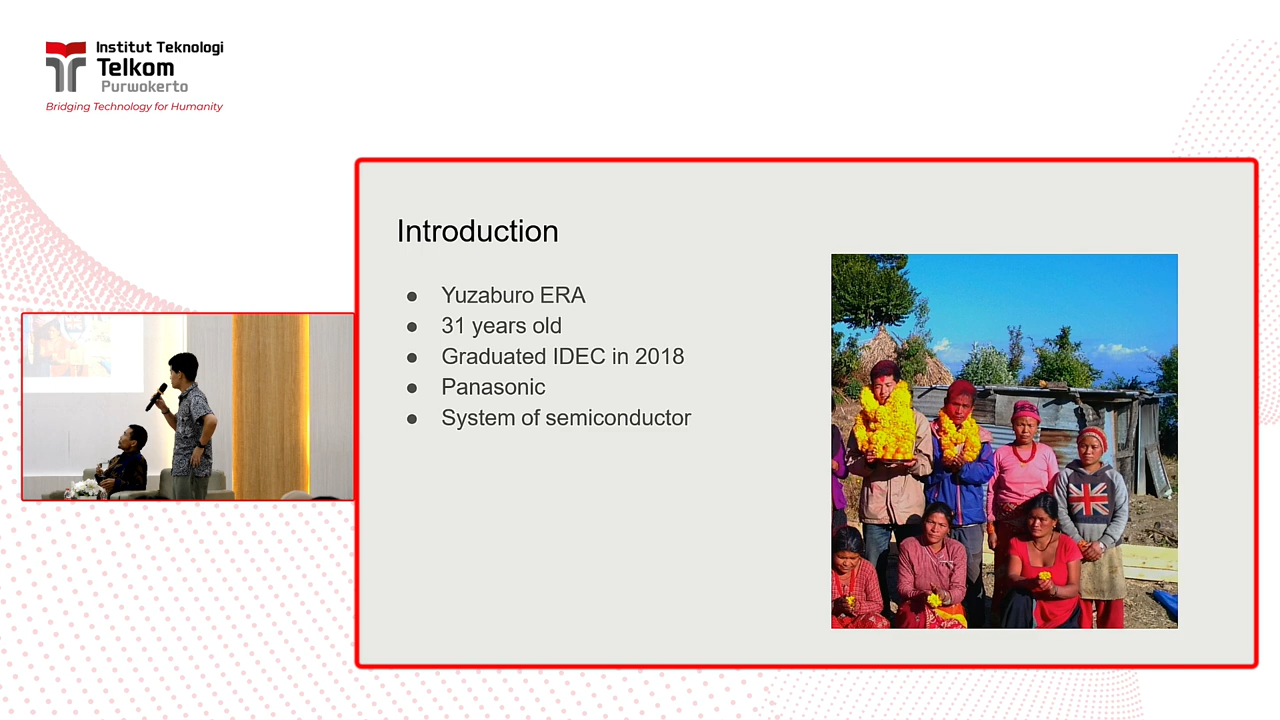 Institut Teknologi
Telkom
Purwokerto
Bridging Technology for Humanity
Introduction
● Yuzaburo ERA
● 31 years old
● Graduated IDEC in 2018
● Panasonic
● System of semiconductor